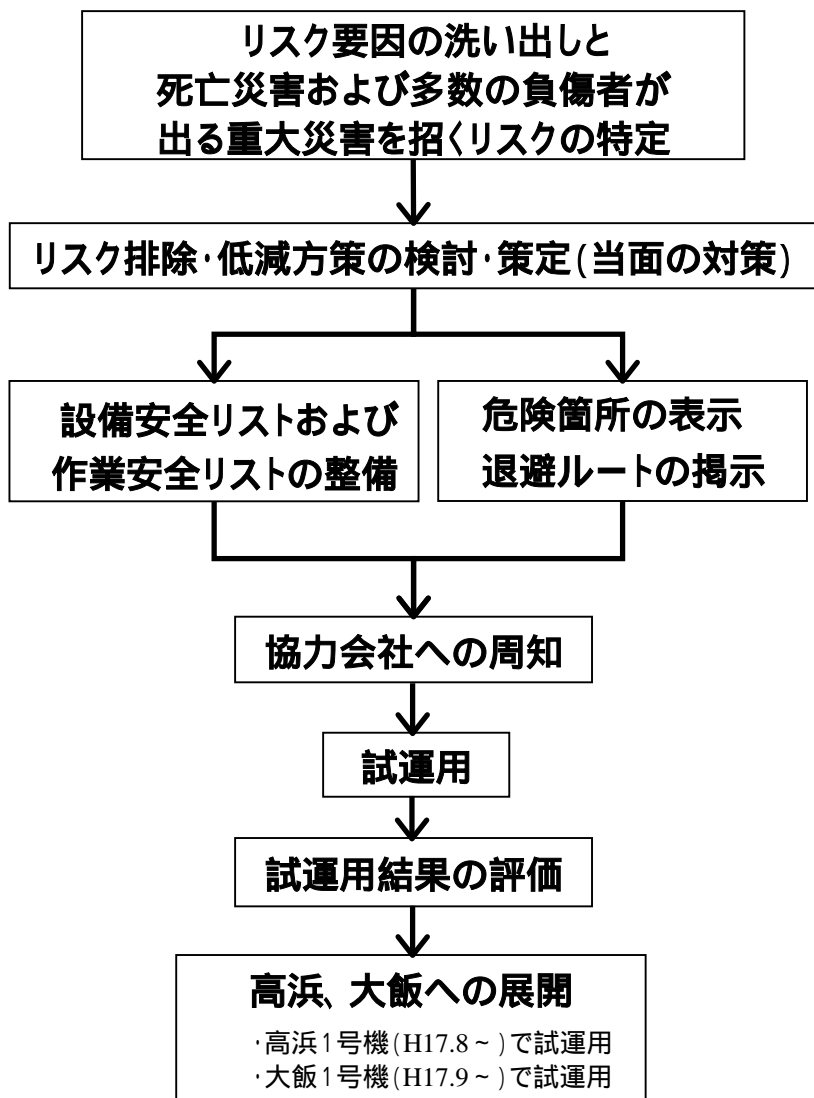 リスク要因の洗い出しと
死亡災害および多数の負傷者が
出る重大災害を招くリスクの特定
リスク排除・低減方策の検討・策定(当面の対策)
設備安全リストおよび
作業安全リストの整備
危険箇所の表示
退避ルートの掲示
協力会社への周知
試運用
試運用結果の評価
高浜、大飯への展開
・高浜1号機(H17.8~)で試運用
・大飯1号機(H17.9~)で試運用